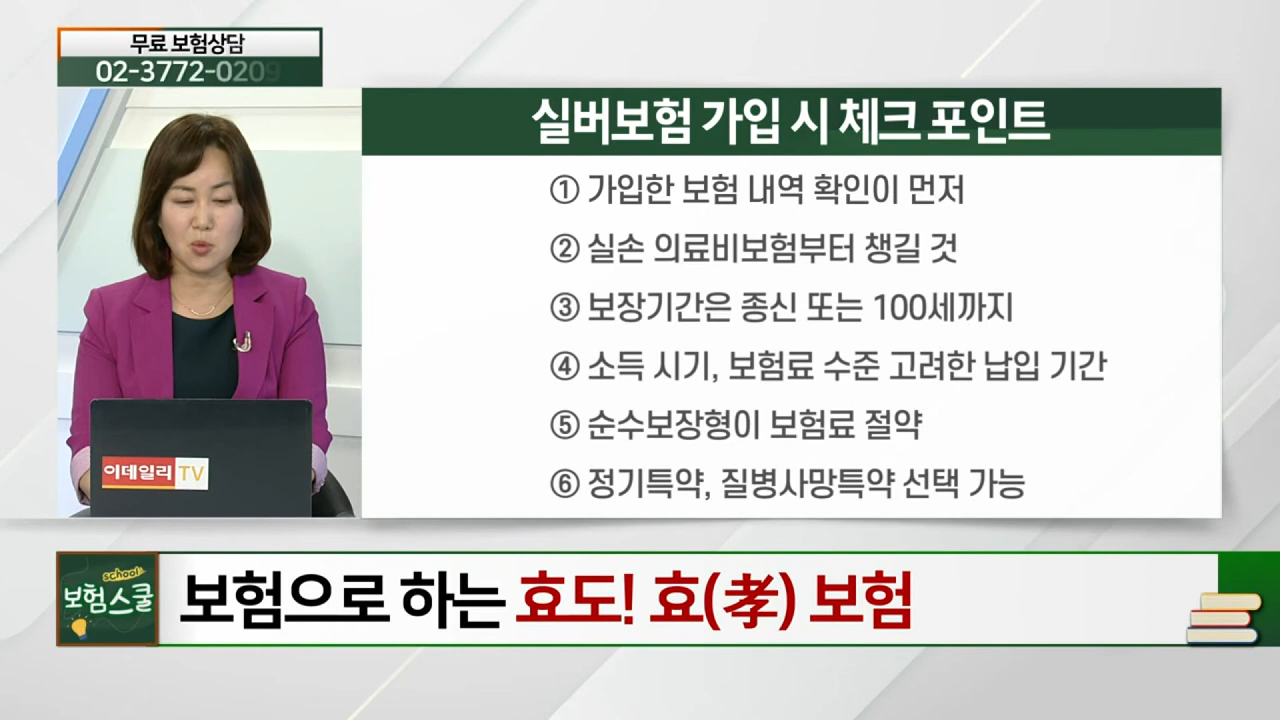 무료 보험상담
02-3772-0209
실버보험 가입 시 체크 포인트
① 가입한 보험 내역 확인이 먼저
② 실손 의료비보험부터 챙길 것
③ 보장기간은 종신 또는 100세까지
④ 소득 시기, 보험료 수준 고려한 납입 기간
⑤ 순수보장형이 보험료 절약
⑥ 정기특약, 질병사망특약 선택 가능
이데일리 TV
school
보험스쿨
보험으로 하는 효도! 효(孝) 보험